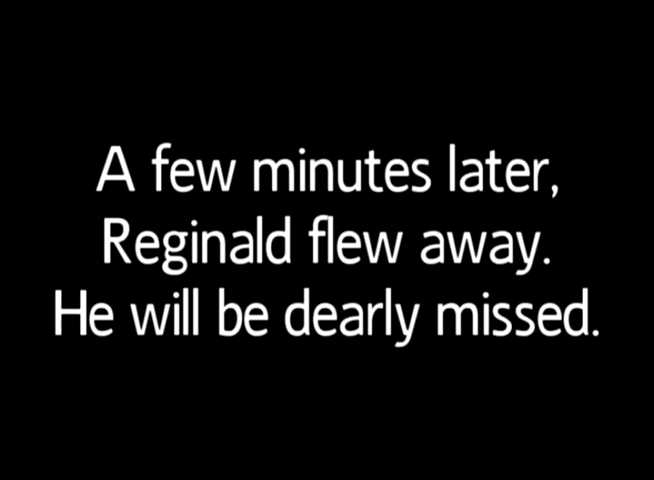 A few minutes later,
Reginald flew away.
He will be dearly missed.